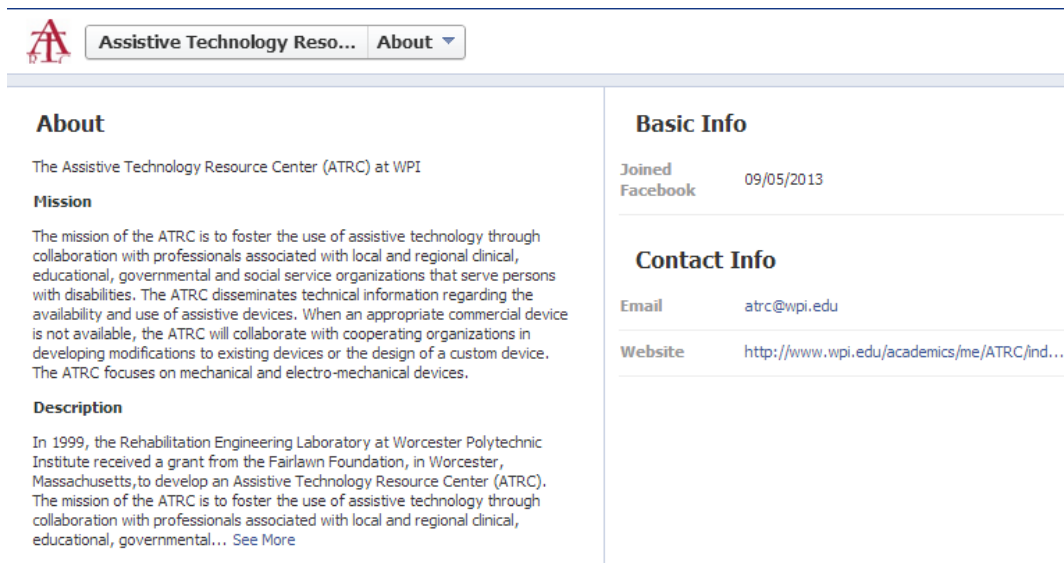 ATRC
Assistive Technology Reso... About
About
The Assistive Technology Resource Center (ATRC) at WPI
Mission
The mission of the ATRC is to foster the use of assistive technology through
collaboration with professionals associated with local and regional clinical,
educational, governmental and social service organizations that serve persons
with disabilities. The ATRC disseminates technical information regarding the
availability and use of assistive devices. When an appropriate commercial device
is not available, the ATRC will collaborate with cooperating organizations in
developing modifications to existing devices or the design of a custom device.
The ATRC focuses on mechanical and electro-mechanical devices.
Description
In 1999, the Rehabilitation Engineering Laboratory at Worcester Polytechnic
Institute received a grant from the Fairlawn Foundation, in Worcester,
Massachusetts,to develop an Assistive Technology Resource Center (ATRC).
The mission of the ATRC is to foster the use of assistive technology through
collaboration with professionals associated with local and regional clinical,
educational, governmental... See More
Basic Info
Joined
Facebook 09/05/2013
Contact Info
Email atrc@wpi.edu
Website http://www.wpi.edu/academics/me/ATRC/ind...